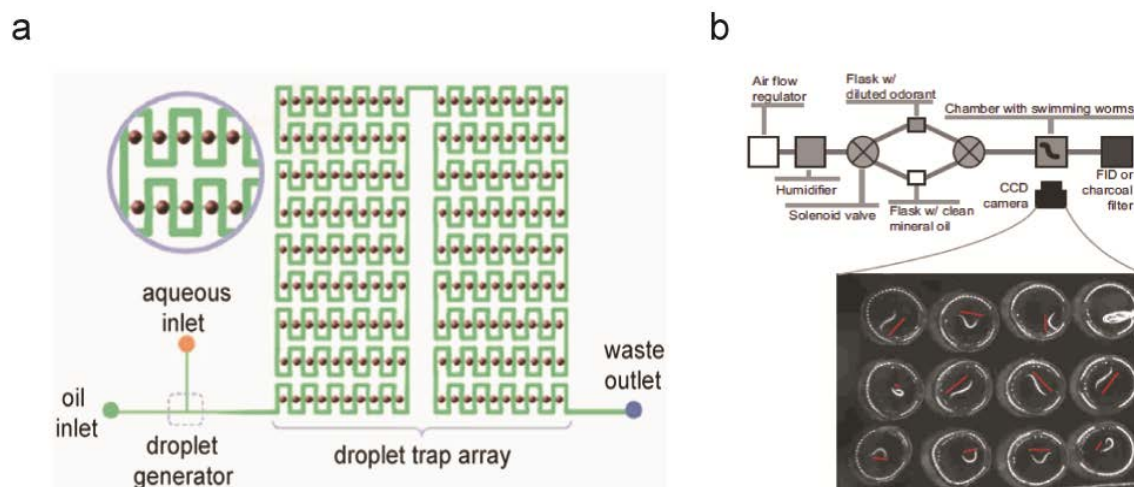 a
aqueous
inlet
oil
inlet
droplet
generator
droplet trap array
waste
outlet
b
Air flow
regulator
Flask w/
diluted odorant
Chamber with swimming worms
Humidifier
Solenoid valve
Flask w/ clean
mineral oil
CCD
camera
FID or
charcoal
filter